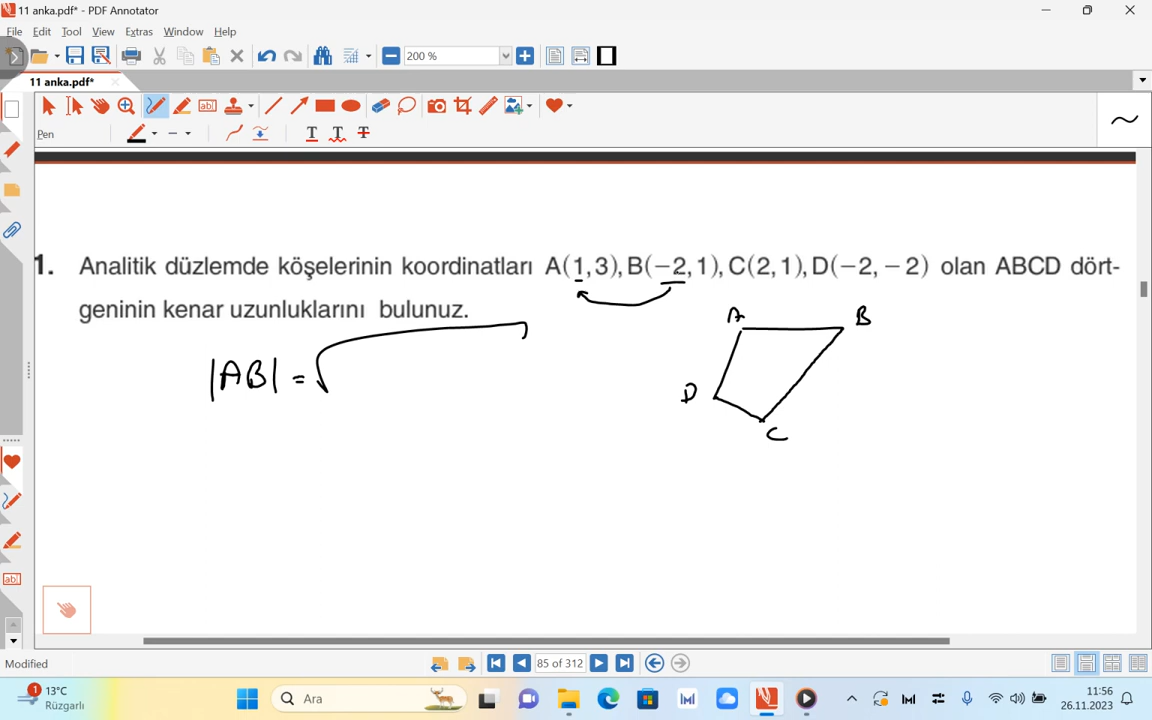 11 anka.pdf* - PDF Annotator
File Edit Tool View Extras Window Help
200 %
11 anka.pdf*
Pen
1. Analitik düzlemde köşelerinin koordinatları A(1,3), B(−2,1), C(2,1), D(−2,−2) olan ABCD dört-
geninin kenar uzunluklarını bulunuz.
A B
|AB| = √
D
C
85 of 312
Modified
1
13°C
Rüzgarlı
Ara
11:56
26.11.2023